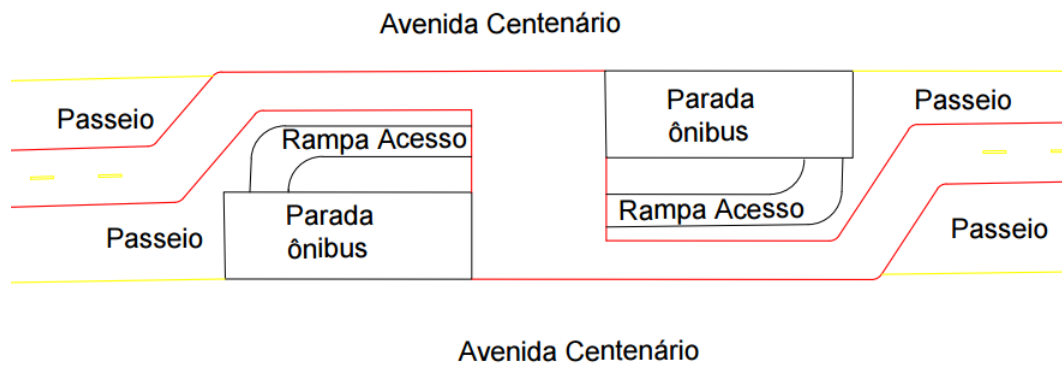 Avenida Centenário
Parada
ônibus
Passeio
Passeio
Rampa Acesso
Rampa Acesso
Parada
ônibus
Passeio
Passeio
Avenida Centenário